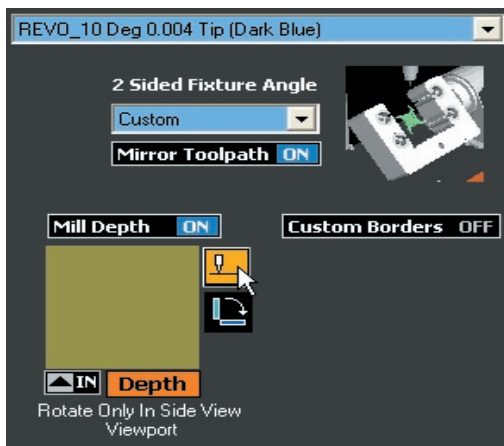 REVO_10 Deg 0.004 Tip (Dark Blue)
2 Sided Fixture Angle
Custom
Mirror Toolpath ON
Mill Depth ON
Custom Borders OFF
IN Depth
Rotate Only In Side View
Viewport